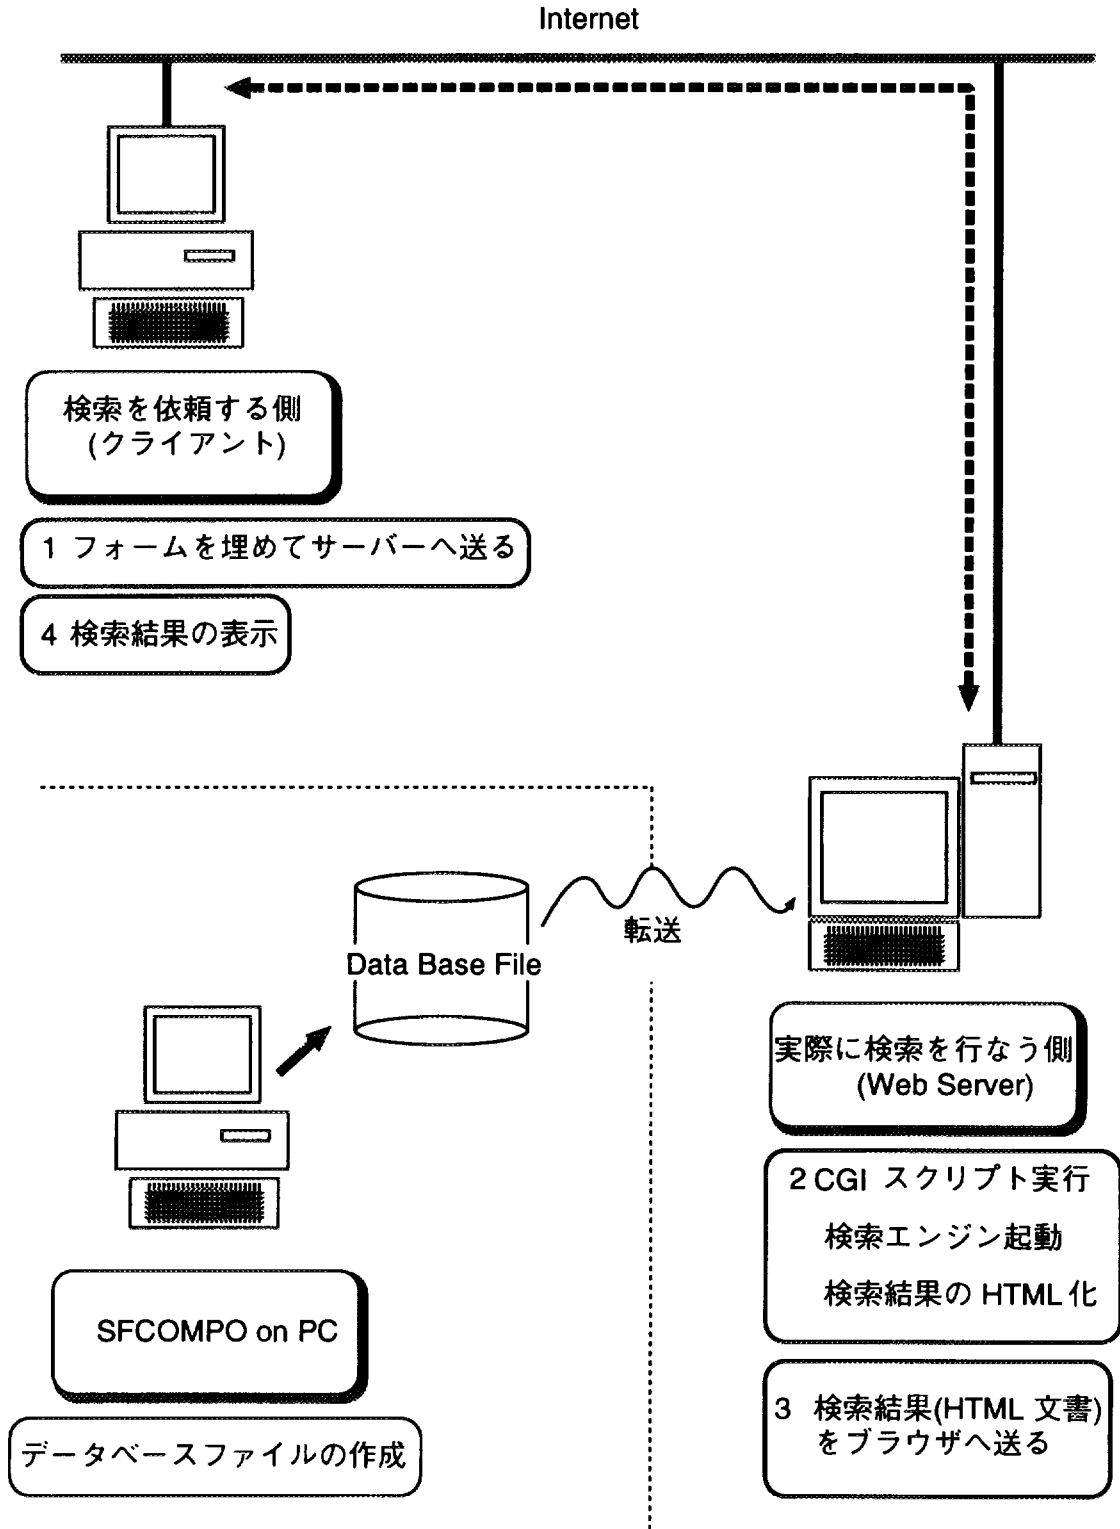 Internet
検索を依頼する側
(クライアント)
1 フォームを埋めてサーバーへ送る
4 検索結果の表示
転送
Data Base File
実際に検索を行なう側
(Web Server)
2 CGI スクリプト実行
検索エンジン起動
検索結果の HTML 化
SFCOMPO on PC
3 検索結果(HTML 文書)
をブラウザへ送る
データベースファイルの作成